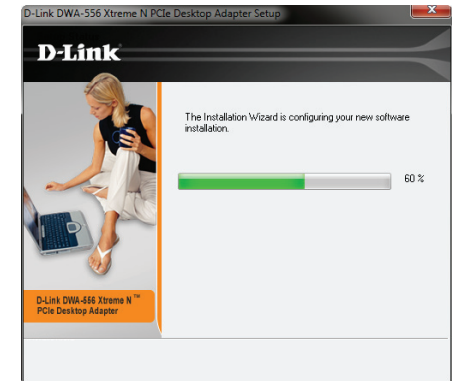 D-Link DWA-556 Xtreme N PCIe Desktop Adapter Setup
D-Link
The Installation Wizard is configuring your new software
installation.
60 %
D-Link DWA-556 Xtreme N ™
PCIe Desktop Adapter